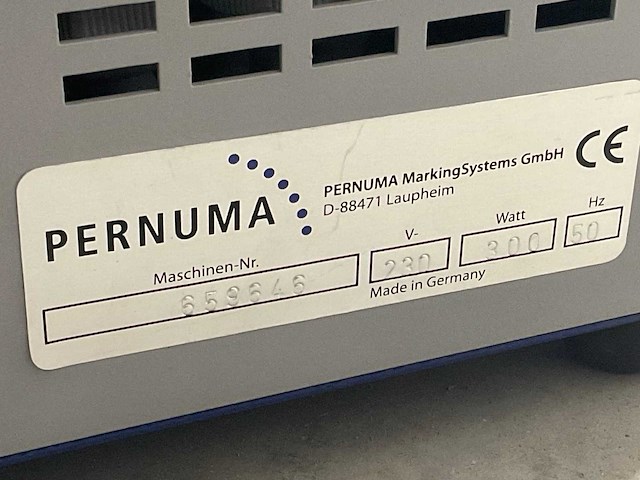 PERNUMA
PERNUMA MarkingSystems GmbH
D-88471 Laupheim
CE
Maschinen-Nr.
659646
V-
230
Watt
300
Hz
50
Made in Germany